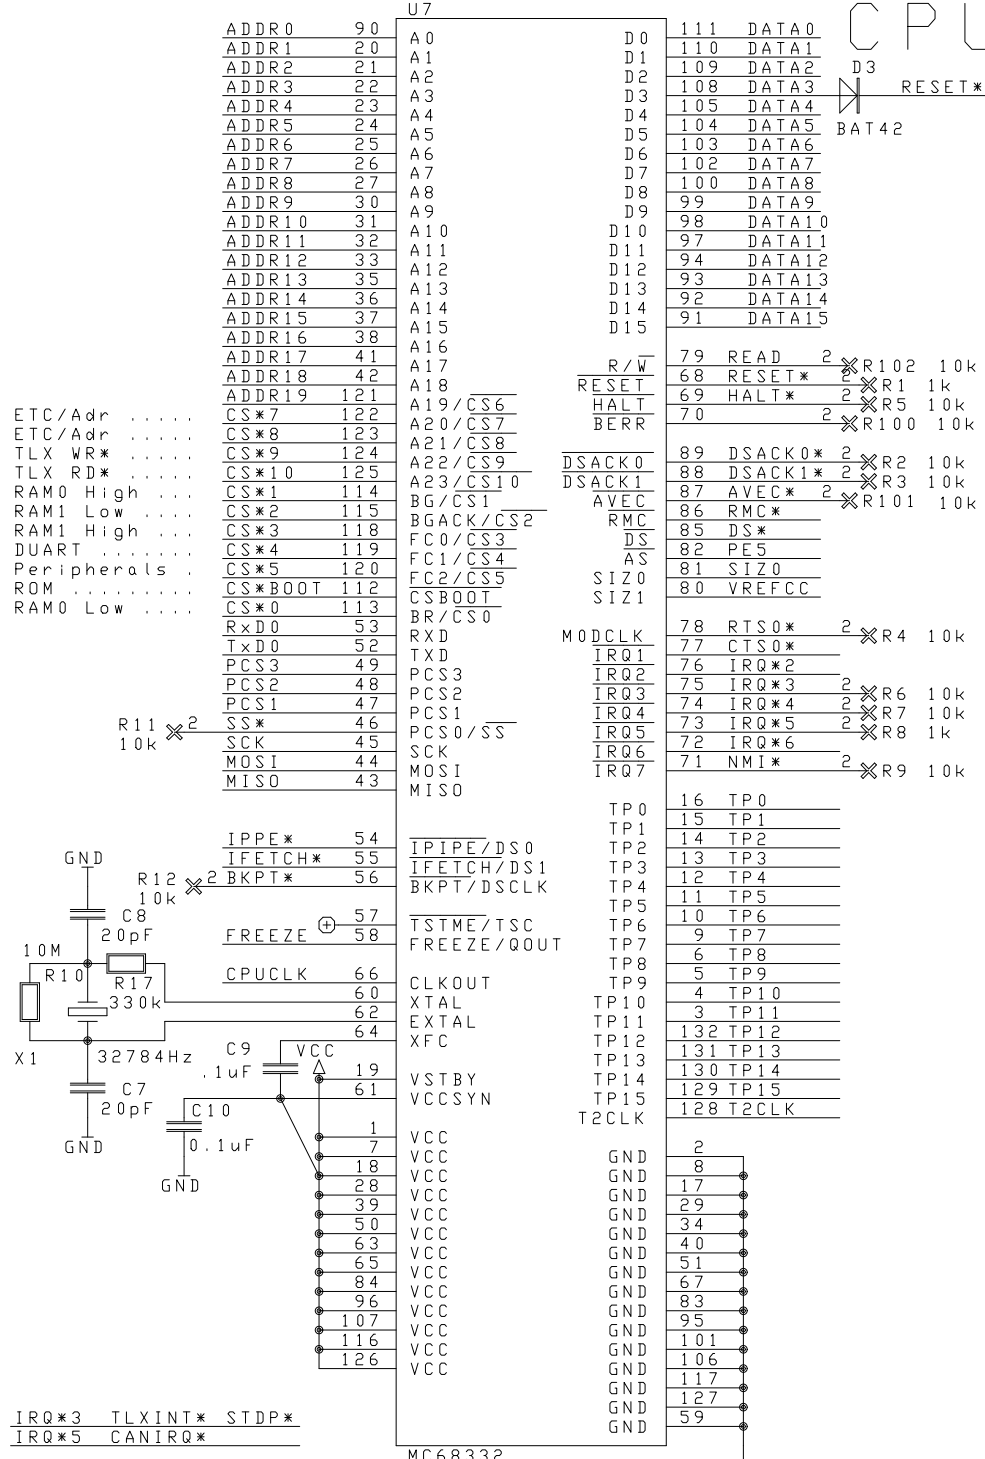 U7
CPU
ADDR0 90 A0 D0 111 DATA0
ADDR1 20 A1 D1 110 DATA1
ADDR2 21 A2 D2 109 DATA2 D3
ADDR3 22 A3 D3 108 DATA3 RESET*
ADDR4 23 A4 D4 105 DATA4
ADDR5 24 A5 D5 104 DATA5 BAT42
ADDR6 25 A6 D6 103 DATA6
ADDR7 26 A7 D7 102 DATA7
ADDR8 27 A8 D8 100 DATA8
ADDR9 30 A9 D9 99 DATA9
ADDR10 31 A10 D10 98 DATA10
ADDR11 32 A11 D11 97 DATA11
ADDR12 33 A12 D12 94 DATA12
ADDR13 35 A13 D13 93 DATA13
ADDR14 36 A14 D14 92 DATA14
ADDR15 37 A15 D15 91 DATA15
ADDR16 38 A16
ADDR17 41 A17 R/W 79 READ 2 R102 10k
ADDR18 42 A18 RESET 68 RESET* 2 R1 1k
ADDR19 121 A19/CS6 HALT 69 HALT* 2 R5 10k
ETC/Adr ..... CS*7 122 A20/CS7 BERR 70 2 R100 10k
ETC/Adr ..... CS*8 123 A21/CS8
TLX WR* ..... CS*9 124 A22/CS9 DSACK0 89 DSACK0* 2 R2 10k
TLX RD* ..... CS*10 125 A23/CS10 DSACK1 88 DSACK1* 2 R3 10k
RAM0 High ... CS*1 114 BG/CS1 AVEC 87 AVEC* 2 R101 10k
RAM1 Low .... CS*2 115 BGACK/CS2 RMC 86 RMC*
RAM1 High ... CS*3 118 FC0/CS3 DS 85 DS*
DUART ....... CS*4 119 FC1/CS4 AS 82 PE5
Peripherals . CS*5 120 FC2/CS5 SIZ0 81 SIZ0
ROM ......... CS*BOOT 112 CSBOOT SIZ1 80 VREFCC
RAM0 Low .... CS*0 113 BR/CS0
RxD0 53 RXD MODCLK 78 RTS0* 2 R4 10k
TxD0 52 TXD IRQ1 77 CTS0*
PCS3 49 PCS3 IRQ2 76 IRQ*2
PCS2 48 PCS2 IRQ3 75 IRQ*3 2 R6 10k
PCS1 47 PCS1 IRQ4 74 IRQ*4 2 R7 10k
R11 10k 2 SS* 46 PCS0/SS IRQ5 73 IRQ*5 2 R8 1k
SCK 45 SCK IRQ6 72 IRQ*6
MOSI 44 MOSI IRQ7 71 NMI* 2 R9 10k
MISO 43 MISO
TP0 16 TP0
TP1 15 TP1
IPPE* 54 IPIPE/DS0 TP2 14 TP2
GND IFETCH* 55 IFETCH/DS1 TP3 13 TP3
R12 10k 2 BKPT* 56 BKPT/DSCLK TP4 12 TP4
TP5 11 TP5
C8 20pF 57 TSTME/TSC TP6 10 TP6
FREEZE 58 FREEZE/QOUT TP7 9 TP7
10M R10 TP8 6 TP8
R17 330k CPUCLK 66 CLKOUT TP9 5 TP9
60 XTAL TP10 4 TP10
62 EXTAL TP11 3 TP11
X1 32784Hz 64 XFC TP12 132 TP12
C9 .1uF VCC TP13 131 TP13
C7 20pF 19 VSTBY TP14 130 TP14
61 VCCSYN TP15 129 TP15
C10 0.1uF T2CLK 128 T2CLK
GND 1 VCC
7 VCC GND 2
GND 18 VCC GND 8
28 VCC GND 17
39 VCC GND 29
50 VCC GND 34
63 VCC GND 40
65 VCC GND 51
84 VCC GND 67
96 VCC GND 83
107 VCC GND 95
116 VCC GND 101
126 VCC GND 106
GND 117
GND 127
GND 59
IRQ*3 TLXINT* STDP*
IRQ*5 CANIRQ*
MC68332